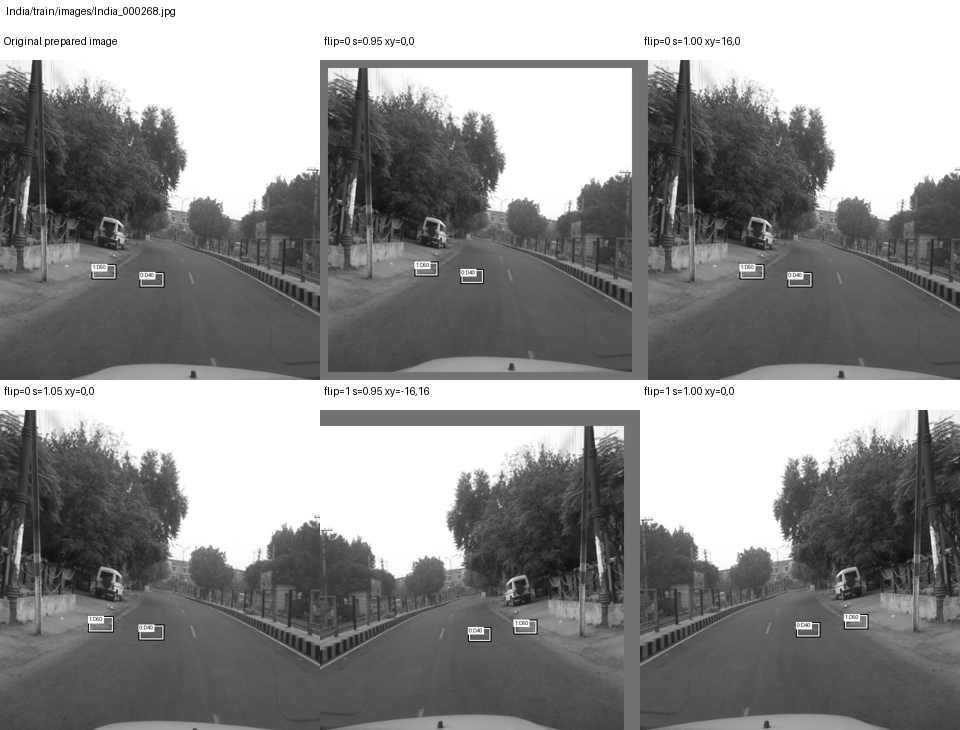 India/train/images/India_000268.jpg
Original prepared image
flip=0 s=0.95 xy=0,0
flip=0 s=1.00 xy=16,0
1:D50
0:D40
1:D50
0:D40
1:D50
0:D40
flip=0 s=1.05 xy=0,0
flip=1 s=0.95 xy=-16,16
flip=1 s=1.00 xy=0,0
1:D50
0:D40
0:D40
1:D50
0:D40
1:D50